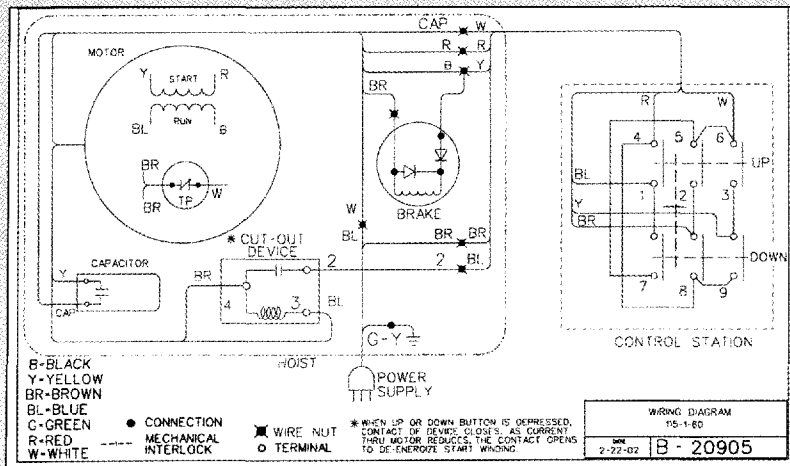 CAP W
R R
MOTOR
B Y
Y START R
BR
BL RUN B
BR
TP W
BR
BRAKE
W
BL
BR BR
* CUT-OUT
DEVICE
2
2 BL
CAPACITOR
Y
CAP
BR
4 3 BL
G-Y
HOIST
POWER
SUPPLY
R W
4 5 6
UP
BL
1 2 3
Y
BR
DOWN
7 8 9
CONTROL STATION
B-BLACK
Y-YELLOW
BR-BROWN
BL-BLUE
G-GREEN
R-RED
W-WHITE
CONNECTION
MECHANICAL
INTERLOCK
WIRE NUT
TERMINAL
* WHEN UP OR DOWN BUTTON IS DEPRESSED,
CONTACT OF DEVICE CLOSES. AS CURRENT
THRU MOTOR REDUCES, THE CONTACT OPENS
TO DE-ENERGIZE START WINDING.
WIRING DIAGRAM
115-1-60
DATE
2-22-02
B - 20905